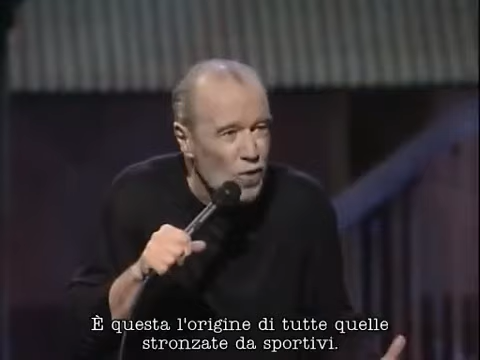 È questa l'origine di tutte quelle
stronzate da sportivi.